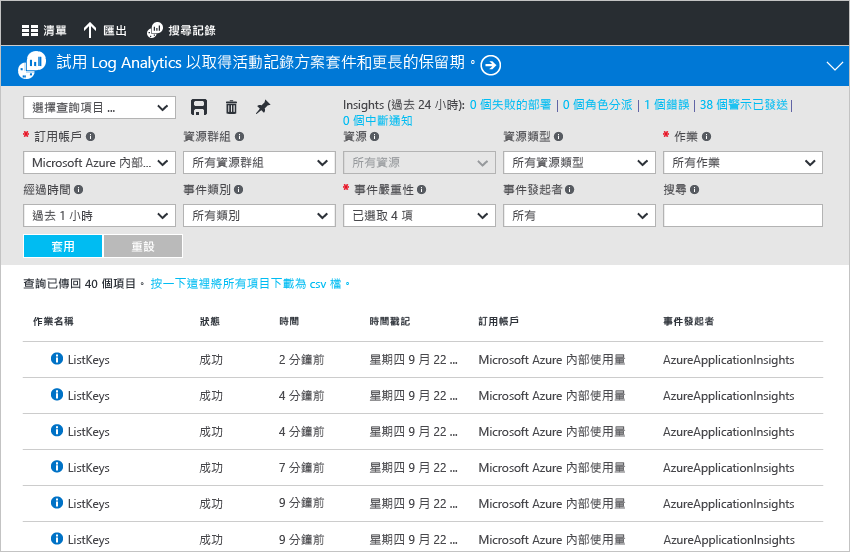 清單 匯出 搜尋記錄
試用 Log Analytics 以取得活動記錄方案套件和更長的保留期。
選擇查詢項目 ... Insights (過去 24 小時): 0 個失敗的部署 | 0 個角色分派 | 1 個錯誤 | 38 個警示已發送 |
0 個中斷通知
* 訂用帳戶 資源群組 資源 資源類型 * 作業
Microsoft Azure 內部... 所有資源群組 所有資源 所有資源類型 所有作業
經過時間 事件類別 * 事件嚴重性 事件發起者 搜尋
過去 1 小時 所有類別 已選取 4 項 所有
套用 重設
查詢已傳回 40 個項目。 按一下這裡將所有項目下載為 csv 檔。
作業名稱 狀態 時間 時間戳記 訂用帳戶 事件發起者
ListKeys 成功 2 分鐘前 星期四 9 月 22 ... Microsoft Azure 內部使用量 AzureApplicationInsights
ListKeys 成功 4 分鐘前 星期四 9 月 22 ... Microsoft Azure 內部使用量 AzureApplicationInsights
ListKeys 成功 4 分鐘前 星期四 9 月 22 ... Microsoft Azure 內部使用量 AzureApplicationInsights
ListKeys 成功 7 分鐘前 星期四 9 月 22 ... Microsoft Azure 內部使用量 AzureApplicationInsights
ListKeys 成功 9 分鐘前 星期四 9 月 22 ... Microsoft Azure 內部使用量 AzureApplicationInsights
ListKeys 成功 9 分鐘前 星期四 9 月 22 ... Microsoft Azure 內部使用量 AzureApplicationInsights